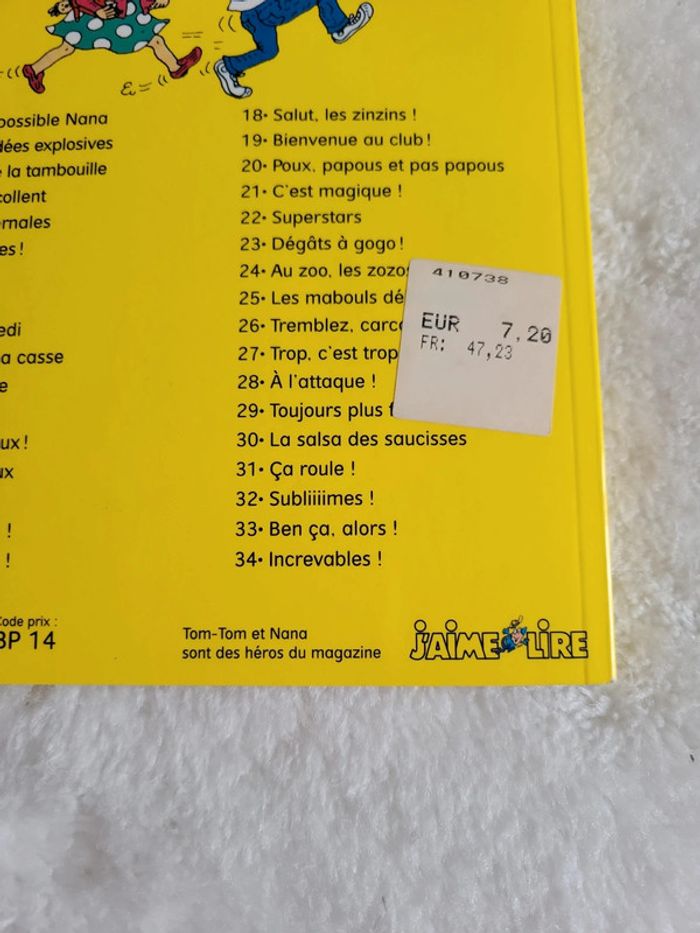 possible Nana
dées explosives
la tambouille
collent
rnales
es !
edi
a casse
e
ux !
ux
!
!
18• Salut, les zinzins !
19• Bienvenue au club !
20• Poux, papous et pas papous
21• C'est magique !
22• Superstars
23• Dégâts à gogo !
24• Au zoo, les zozo
25• Les mabouls dé
26• Tremblez, carc
27• Trop, c'est trop
28• À l'attaque !
29• Toujours plus f
30• La salsa des saucisses
31• Ça roule !
32• Subliiiimes !
33• Ben ça, alors !
34• Increvables !
410738
EUR 7,20
FR: 47,23
Code prix :
BP 14
Tom-Tom et Nana
sont des héros du magazine
J'AIME LIRE